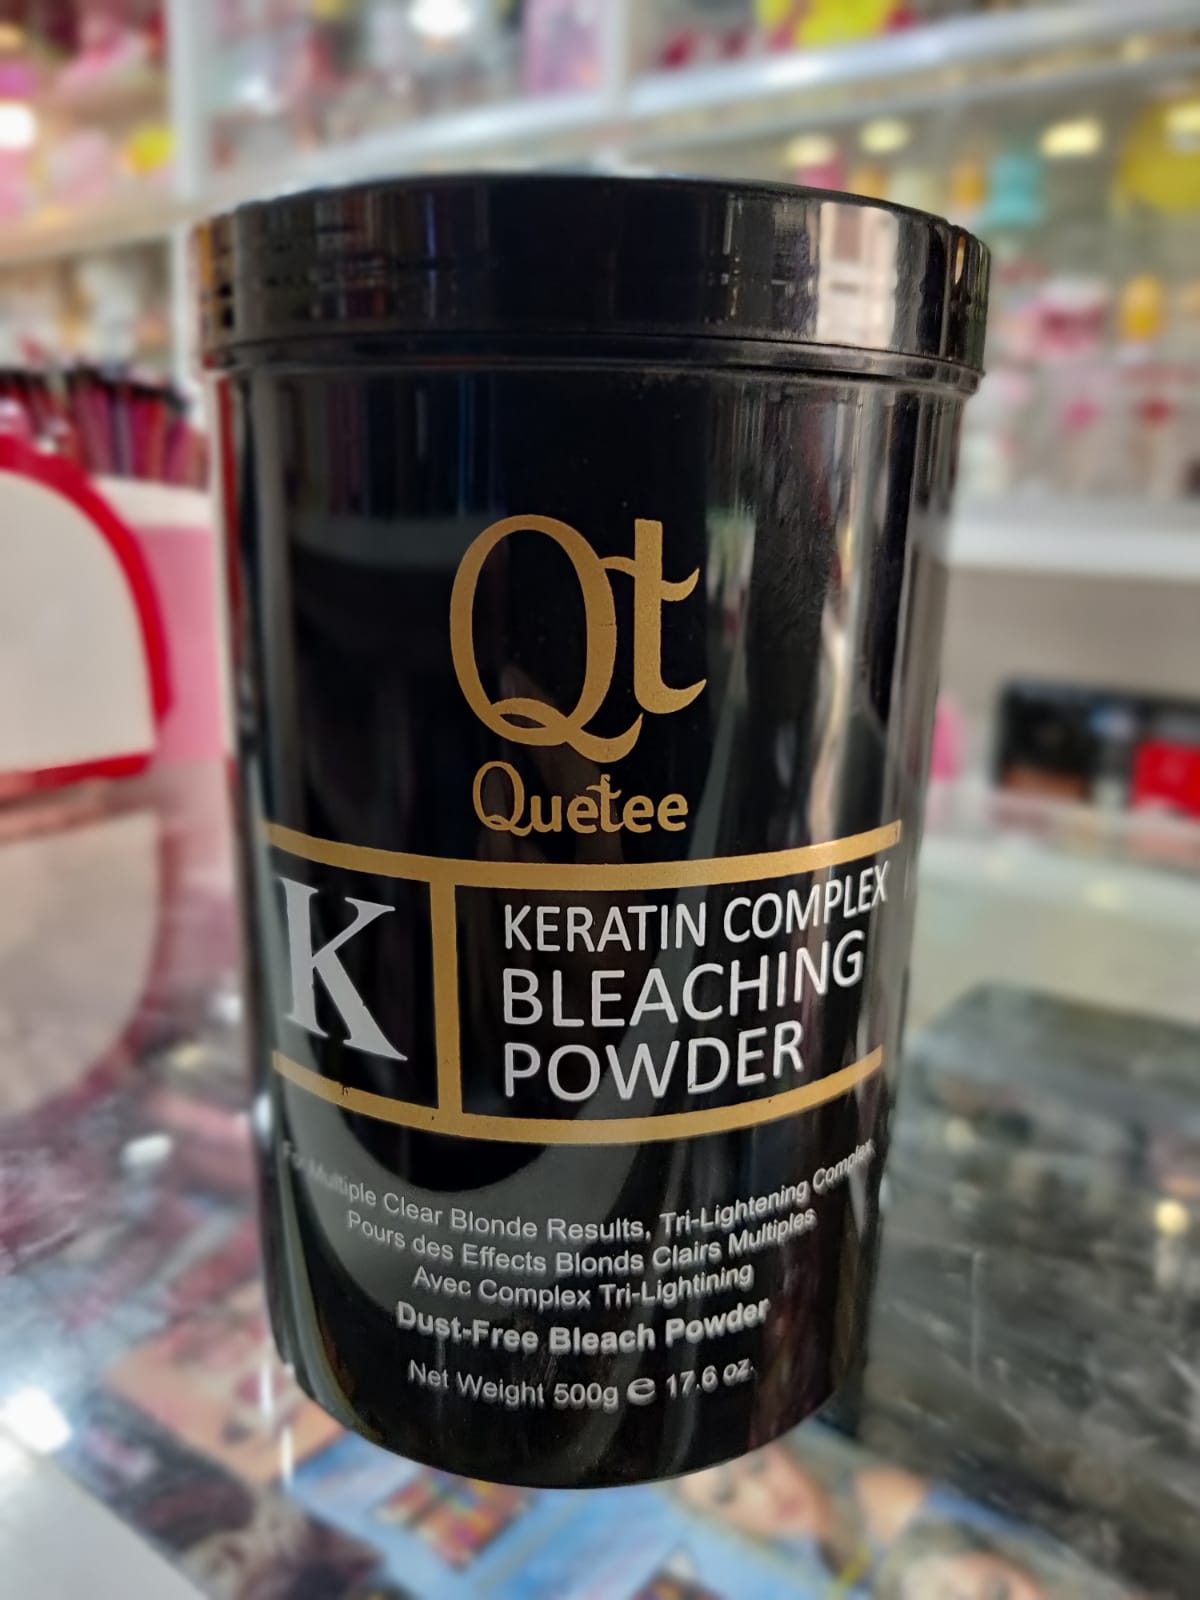 Qt
Quetee
K
KERATIN COMPLEX
BLEACHING
POWDER
For Multiple Clear Blonde Results, Tri-Lightening Complex
Pours des Effects Blonds Clairs Multiples
Avec Complex Tri-Lightining
Dust-Free Bleach Powder
Net Weight 500g e 17.6 oz.